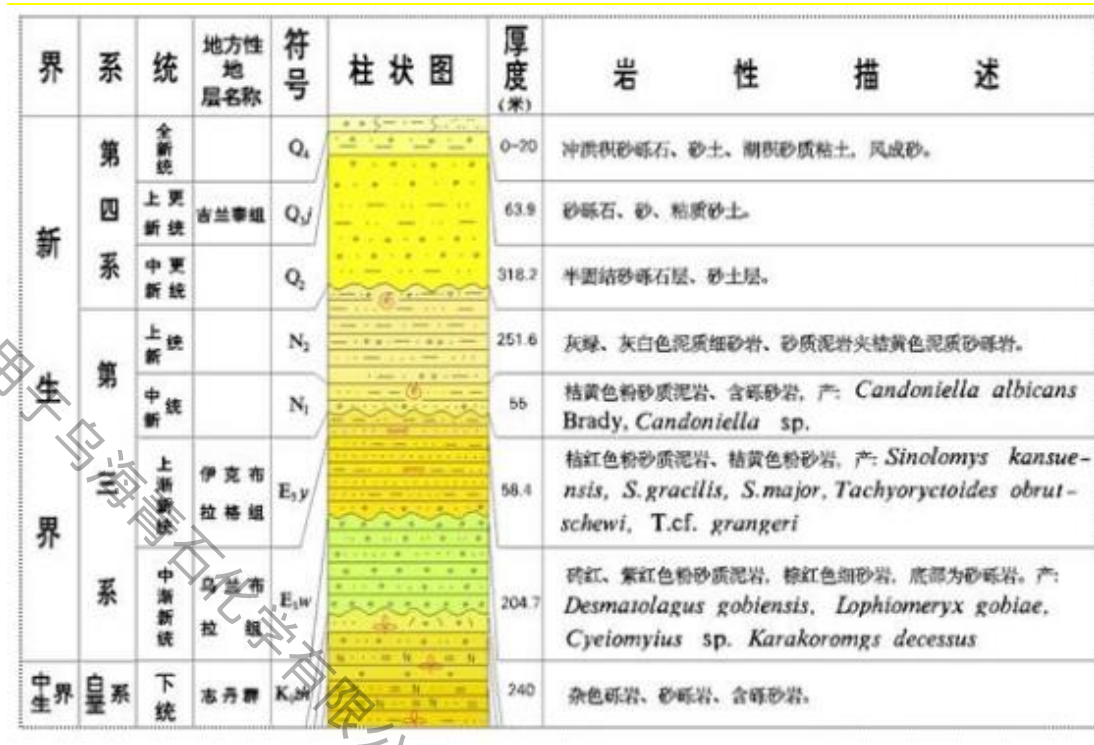 界 系 统 地方性地层名称 符号 柱状图 厚度(米) 岩性描述
新生界
第四系
全新统 Q₄ 0-20 冲洪积砂砾石、砂土、湖积砂质粘土，风成砂。
上更新统 吉兰泰组 Q₃j 63.9 砂砾石、砂、粘质砂土。
中更新统 Q₂ 318.2 半固结砂砾石层、砂土层。
第三系
上新统 N₂ 251.6 灰绿、灰白色泥质细砂岩、砂质泥岩夹桔黄色泥质砂砾岩。
中新统 N₁ 55 桔黄色粉砂质泥岩、含砾砂岩，产: Candoniella albicans
Brady, Candoniella sp.
上渐新统 伊克布拉格组 E₃y 58.4 桔红色粉砂质泥岩、桔黄色粉砂岩，产: Sinolomys kansue-
nsis, S.gracilis, S.major, Tachyoryctoides obrut-
schewi, T.cf. grangeri
中渐新统 乌兰布拉组 E₃w 204.7 砖红、紫红色粉砂质泥岩，棕红色细砂岩，底部为砂砾岩。产:
Desmatolagus gobiensis, Lophiomeryx gobiae,
Cyeiomyius sp. Karakoromgs decessus
中生界 白垩系 下统 志丹群 240 杂色砾岩、砂砾岩、含砾砂岩。
用于乌海青石化学有限公